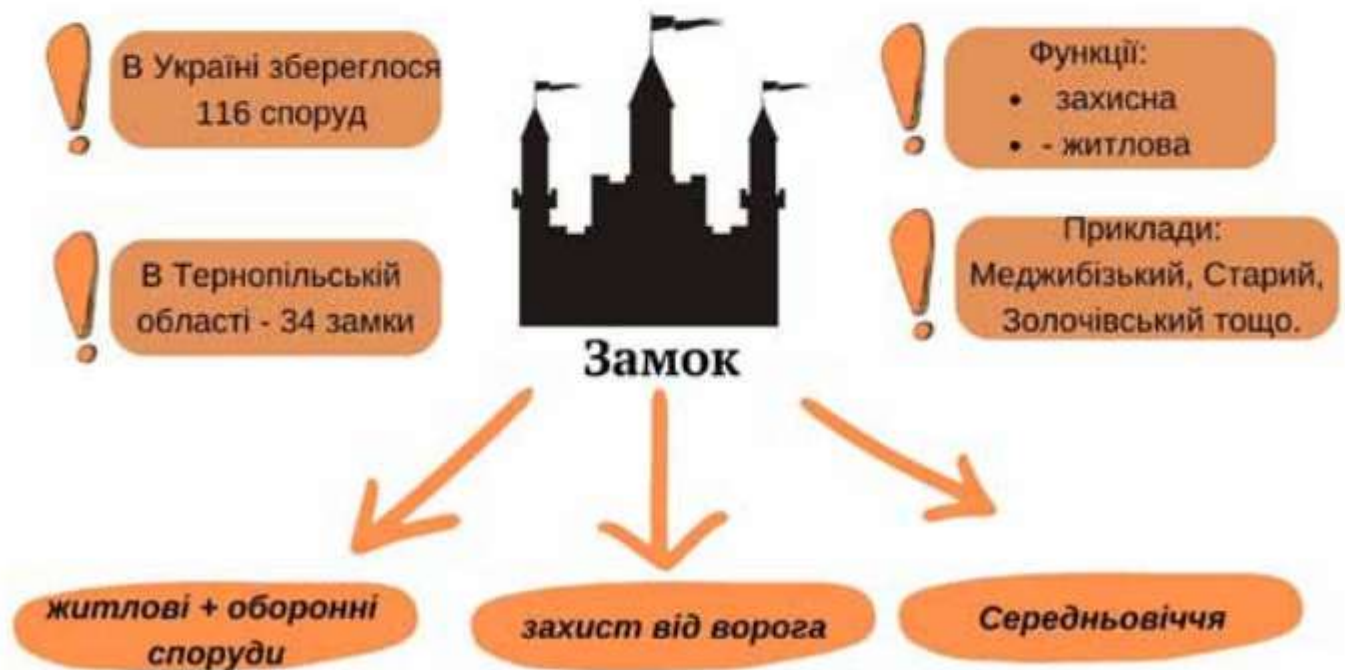 В Україні збереглося
116 споруд
Функції:
• захисна
• - житлова
В Тернопільській
області - 34 замки
Приклади:
Меджибізький, Старий,
Золочівський тощо.
Замок
житлові + оборонні
споруди
захист від ворога
Середньовіччя